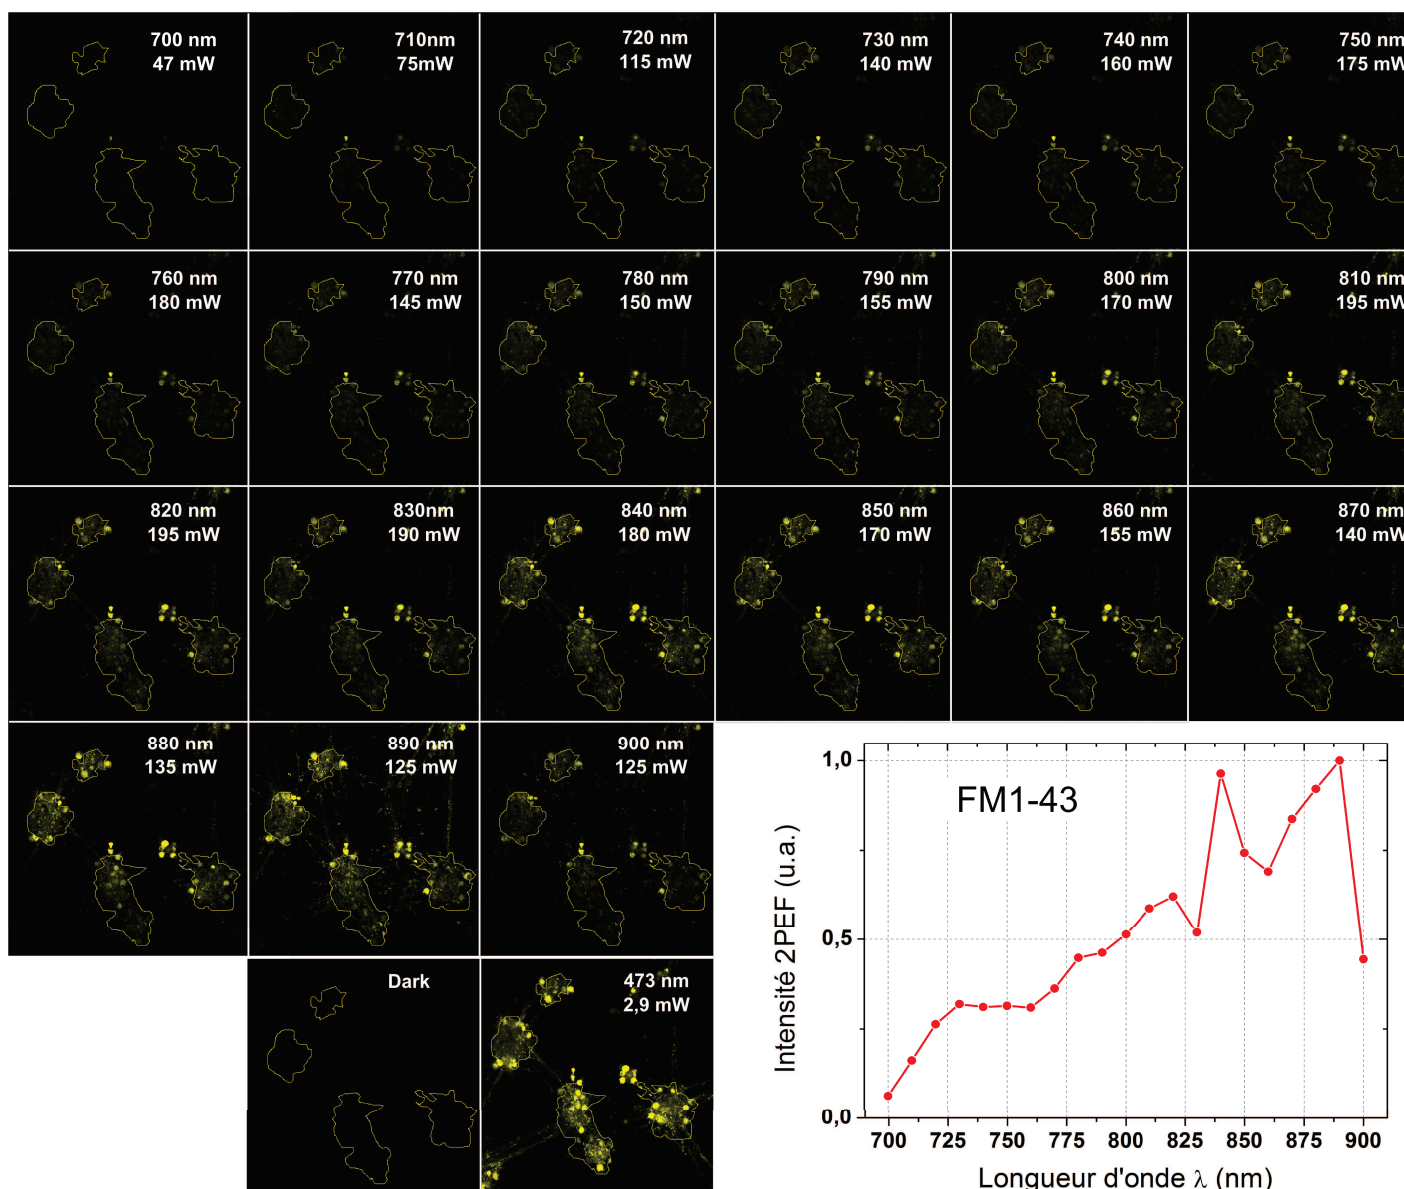 700 nm
47 mW
710nm
75mW
720 nm
115 mW
730 nm
140 mW
740 nm
160 mW
750 nm
175 mW
760 nm
180 mW
770 nm
145 mW
780 nm
150 mW
790 nm
155 mW
800 nm
170 mW
810 nm
195 mW
820 nm
195 mW
830nm
190 mW
840 nm
180 mW
850 nm
170 mW
860 nm
155 mW
870 nm
140 mW
880 nm
135 mW
890 nm
125 mW
900 nm
125 mW
Dark
473 nm
2,9 mW
FM1-43
Intensité 2PEF (u.a.)
1,0
0,5
0,0
700 725 750 775 800 825 850 875 900
Longueur d'onde λ (nm)